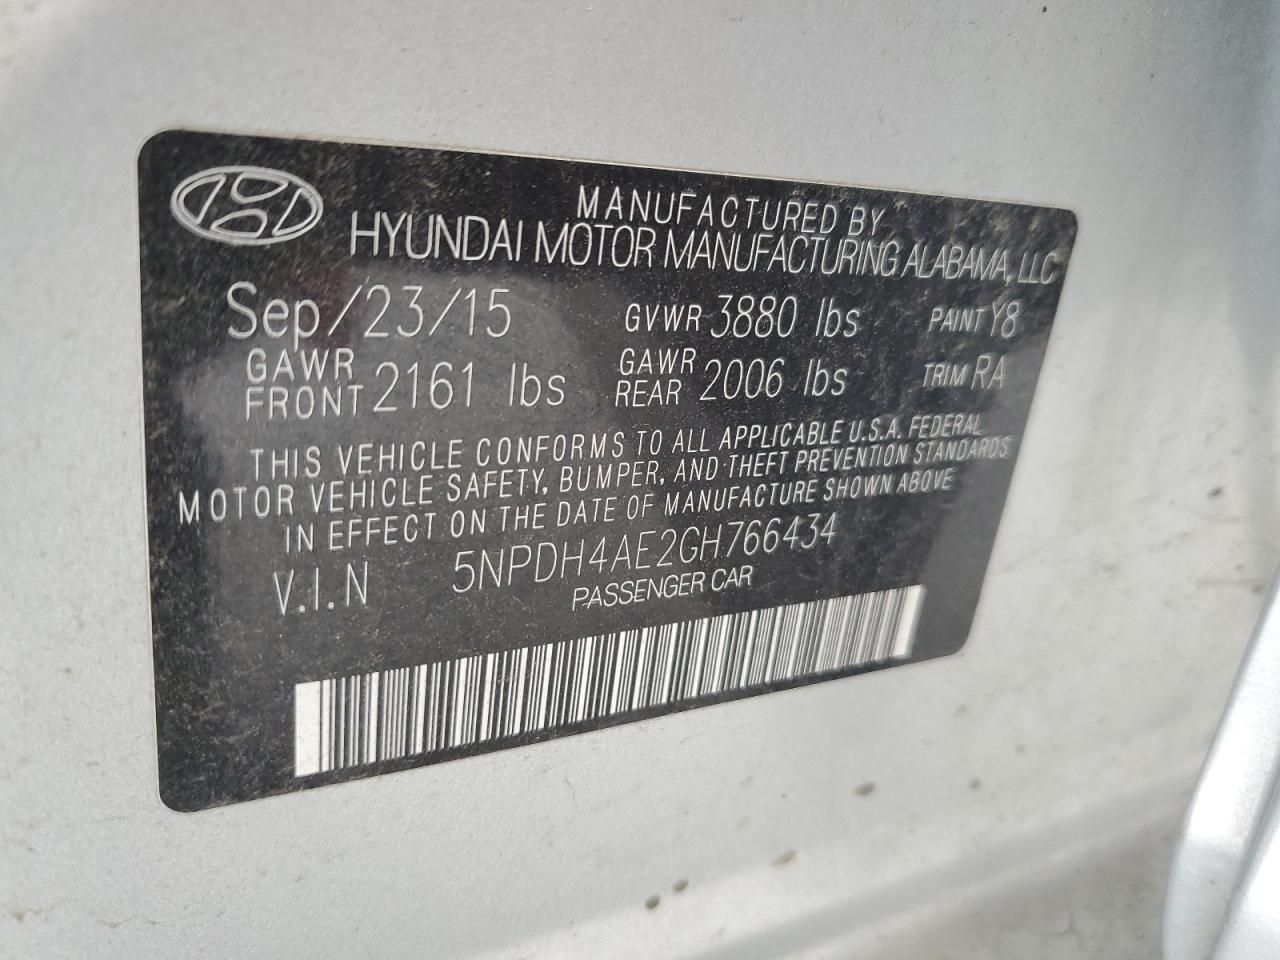 MANUFACTURED BY
HYUNDAI MOTOR MANUFACTURING ALABAMA, LLC
Sep/23/15 GVWR 3880 lbs PAINT Y8
GAWR FRONT 2161 lbs GAWR REAR 2006 lbs TRIM RA
THIS VEHICLE CONFORMS TO ALL APPLICABLE U.S.A. FEDERAL
MOTOR VEHICLE SAFETY, BUMPER, AND THEFT PREVENTION STANDARDS
IN EFFECT ON THE DATE OF MANUFACTURE SHOWN ABOVE
V.I.N 5NPDH4AE2GH766434
PASSENGER CAR